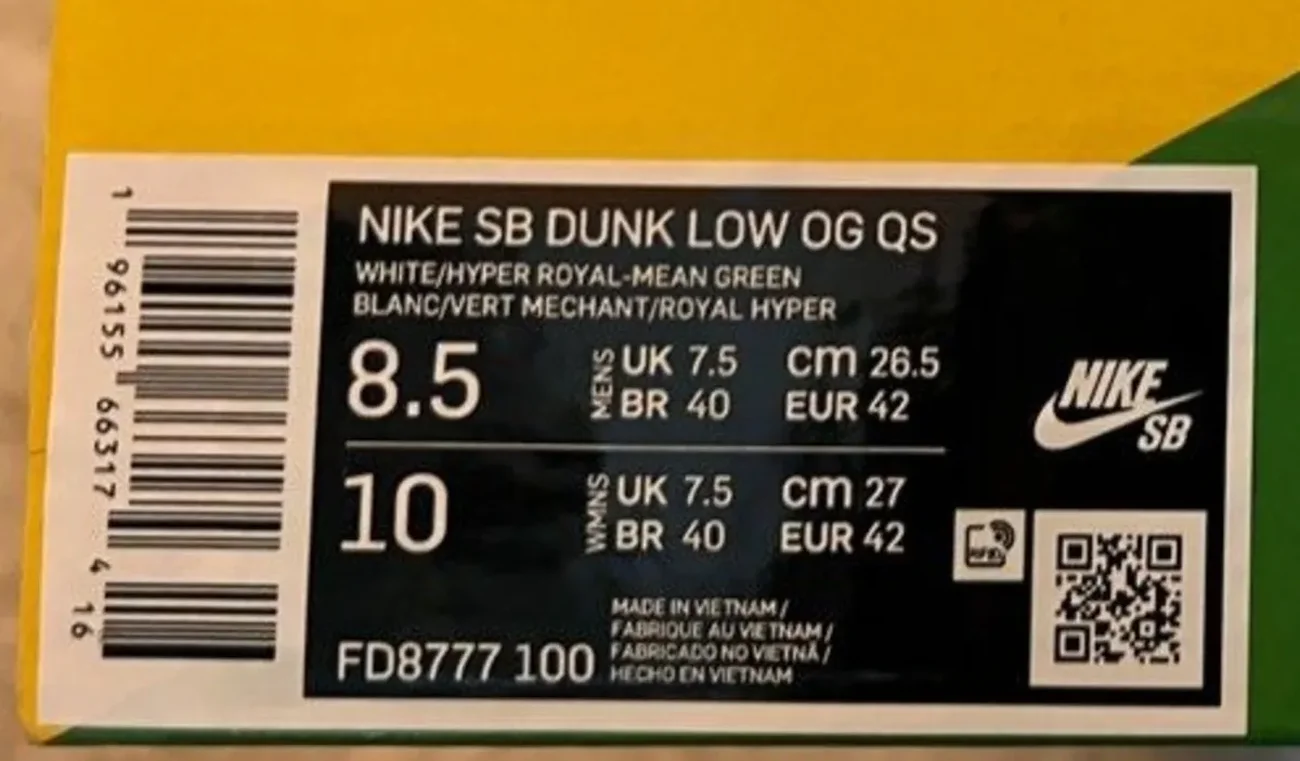 1 96155 66317 4 16
NIKE SB DUNK LOW OG QS
WHITE/HYPER ROYAL-MEAN GREEN
BLANC/VERT MECHANT/ROYAL HYPER
8.5 MENS UK 7.5 cm 26.5
BR 40 EUR 42
10 WMNS UK 7.5 cm 27
BR 40 EUR 42
NIKE
SB
RFID
FD8777 100
MADE IN VIETNAM /
FABRIQUE AU VIETNAM /
FABRICADO NO VIETNÃ /
HECHO EN VIETNAM